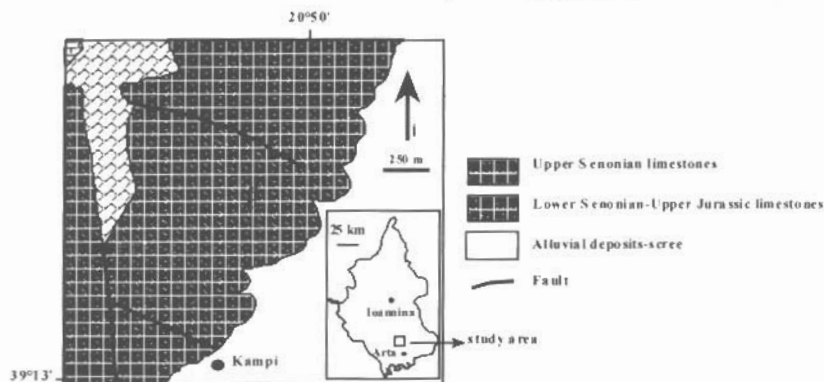 20°50'
250 m
Upper Senonian limestones
Lower Senonian-Upper Jurassic limestones
Alluvial deposits-scree
Fault
25 km
Ioannina
Arta
study area
Kampi
39°13'